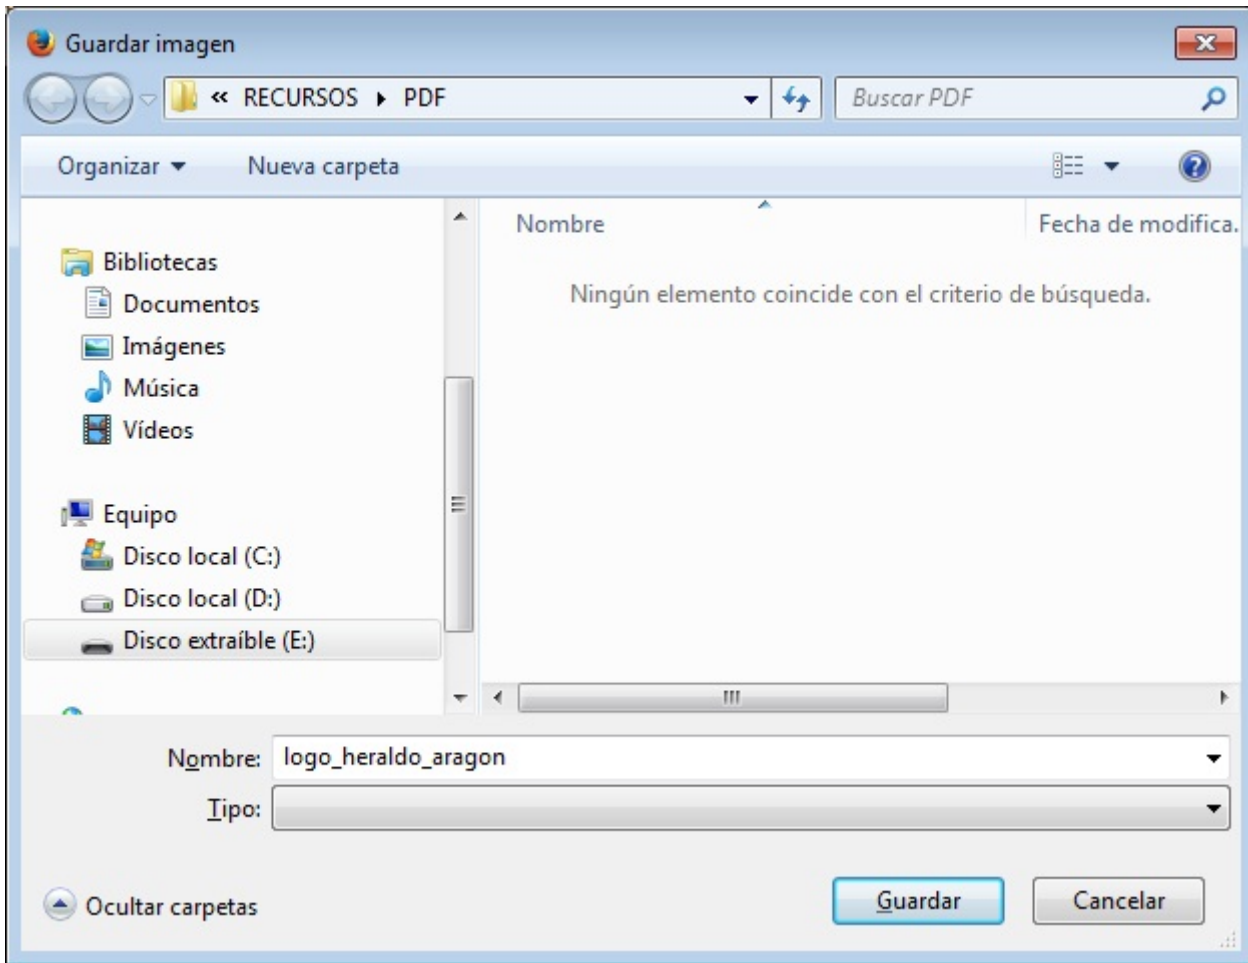 Guardar imagen
« RECURSOS PDF
Buscar PDF
Organizar Nueva carpeta
Nombre Fecha de modifica.
Ningún elemento coincide con el criterio de búsqueda.
Bibliotecas
Documentos
Imágenes
Música
Vídeos
Equipo
Disco local (C:)
Disco local (D:)
Disco extraíble (E:)
Nombre: logo_heraldo_aragon
Tipo:
Ocultar carpetas
Guardar Cancelar